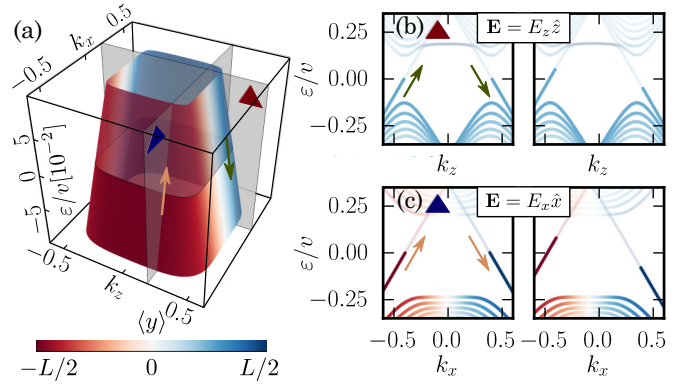 (a)
k_x
−0.5
0.5
ε/v[10⁻²]
5
0
−5
−0.5
k_z
0.5
⟨y⟩
−L/2
0
L/2
(b)
E = E_z ẑ
ε/v
0.25
0.00
−0.25
k_z
k_z
(c)
E = E_x x̂
ε/v
0.25
0.00
−0.25
−0.5 0.0 0.5
−0.5 0.0 0.5
k_x
k_x